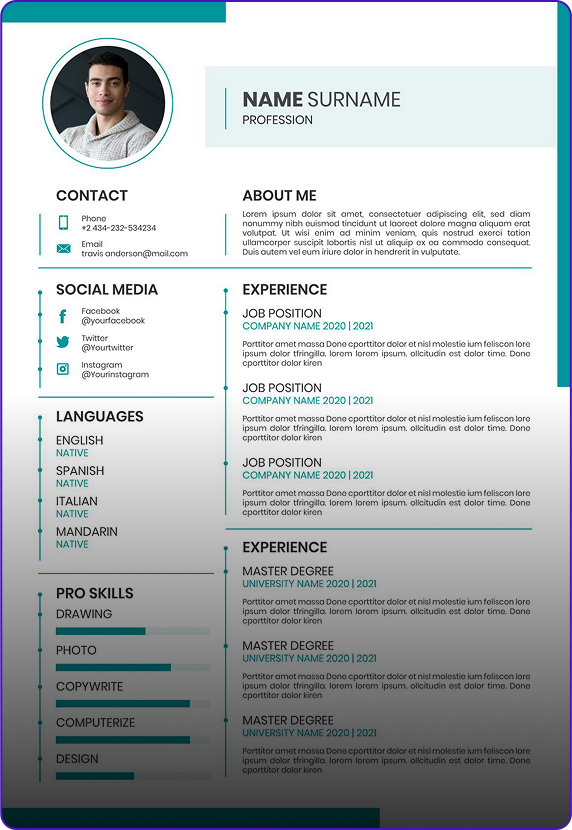 NAME SURNAME
PROFESSION
CONTACT
Phone
+2 434-232-534234
Email
travis anderson@mail.com
ABOUT ME
Lorem ipsum dolor sit amet, consectetuer adipiscing elit, sed diam
nonummy nibh euismod tincidunt ut laoreet dolore magna aliquam erat
volutpat. Ut wisi enim ad minim veniam, quis nostrud exerci tation
ullamcorper suscipit lobortis nisl ut aliquip ex ea commodo consequat.
Duis autem vel eum iriure dolor in hendrerit in vulputate.
SOCIAL MEDIA
Facebook
@yourfacebook
Twitter
@Yourtwitter
Instagram
@Yourinstagram
LANGUAGES
ENGLISH
NATIVE
SPANISH
NATIVE
ITALIAN
NATIVE
MANDARIN
NATIVE
PRO SKILLS
DRAWING
PHOTO
COPYWRITE
COMPUTERIZE
DESIGN
EXPERIENCE
JOB POSITION
COMPANY NAME 2020 | 2021
Porttitor amet massa Done cporttitor dolor et nisl molestie ium feliscon lore
ipsum dolor tfringilla. lorem lorem ipsum. ollcitudin est dolor time. Done
cporttitor dolor kiren
JOB POSITION
COMPANY NAME 2020 | 2021
Porttitor amet massa Done cporttitor dolor et nisl molestie ium feliscon lore
ipsum dolor tfringilla. lorem lorem ipsum. ollcitudin est dolor time. Done
cporttitor dolor kiren
JOB POSITION
COMPANY NAME 2020 | 2021
Porttitor amet massa Done cporttitor dolor et nisl molestie ium feliscon lore
ipsum dolor tfringilla. lorem lorem ipsum. ollcitudin est dolor time. Done
cporttitor dolor kiren
EXPERIENCE
MASTER DEGREE
UNIVERSITY NAME 2020 | 2021
Porttitor amet massa Done cporttitor dolor et nisl molestie ium feliscon lore
ipsum dolor tfringilla. lorem lorem ipsum. ollcitudin est dolor time. Done
cporttitor dolor kiren
MASTER DEGREE
UNIVERSITY NAME 2020 | 2021
Porttitor amet massa Done cporttitor dolor et nisl molestie ium feliscon lore
ipsum dolor tfringilla. lorem lorem ipsum. ollcitudin est dolor time. Done
cporttitor dolor kiren
MASTER DEGREE
UNIVERSITY NAME 2020 | 2021
Porttitor amet massa Done cporttitor dolor et nisl molestie ium feliscon lore
ipsum dolor tfringilla. lorem lorem ipsum. ollcitudin est dolor time. Done
cporttitor dolor kiren